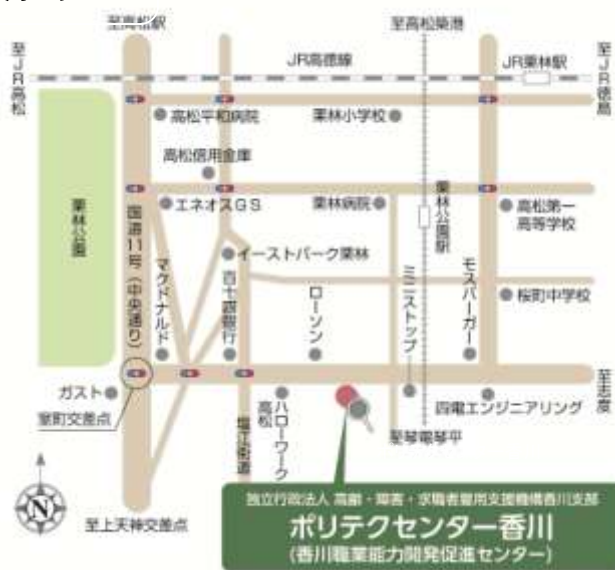 至高松駅
至高松築港
至JR高松
JR高徳線
JR栗林駅
至JR徳島
高松平和病院
栗林小学校
高松信用金庫
栗林公園
国道11号(中央通り)
エネオスGS
栗林病院
栗林公園駅
高松第一
高等学校
イーストパーク栗林
マクドナルド
百十四銀行
ローソン
ミニストップ
モスバーガー
桜町中学校
至志度
ガスト
室町交差点
塩江街道
ハローワーク
高松
四電エンジニアリング
至琴電琴平
N
至上天神交差点
独立行政法人 高齢・障害・求職者雇用支援機構香川支部
ポリテクセンター香川
(香川職業能力開発促進センター)